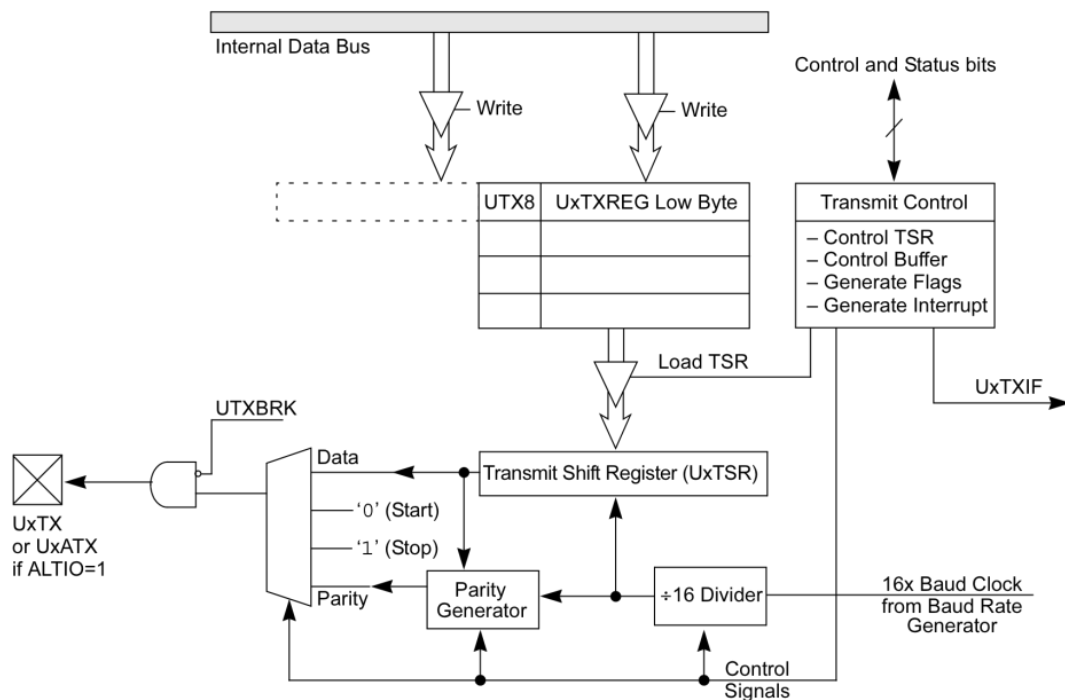 Internal Data Bus
Control and Status bits
Write
Write
UTX8
UxTXREG Low Byte
Transmit Control
– Control TSR
– Control Buffer
– Generate Flags
– Generate Interrupt
Load TSR
UxTXIF
UTXBRK
Data
Transmit Shift Register (UxTSR)
UxTX
or UxATX
if ALTIO=1
‘0’ (Start)
‘1’ (Stop)
Parity
Parity
Generator
÷16 Divider
16x Baud Clock
from Baud Rate
Generator
Control
Signals